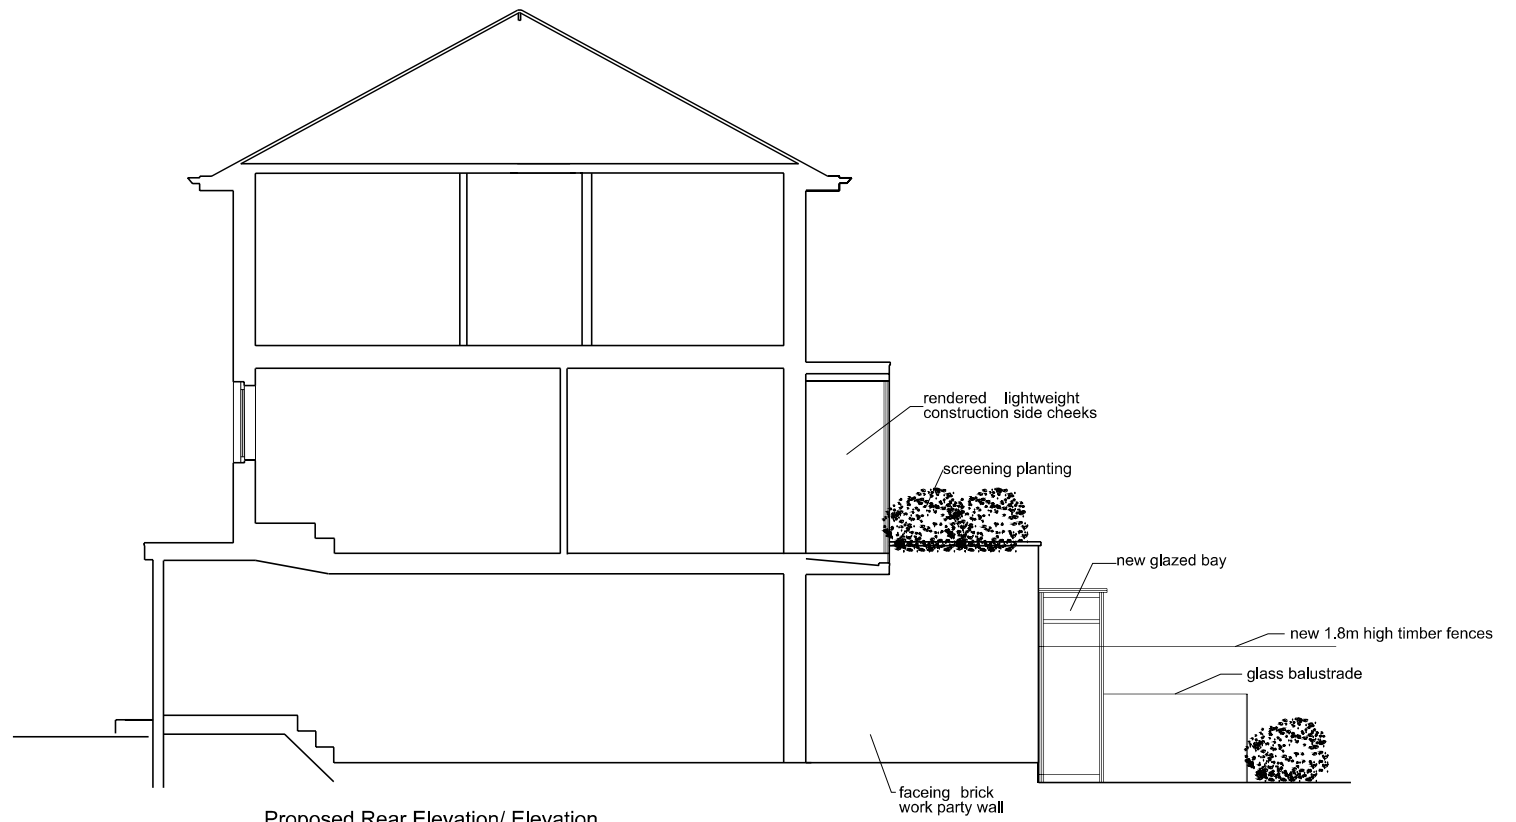 rendered lightweight
construction side cheeks
screening planting
new glazed bay
new 1.8m high timber fences
glass balustrade
faceing brick
work party wall
Proposed Rear Elevation/ Elevation